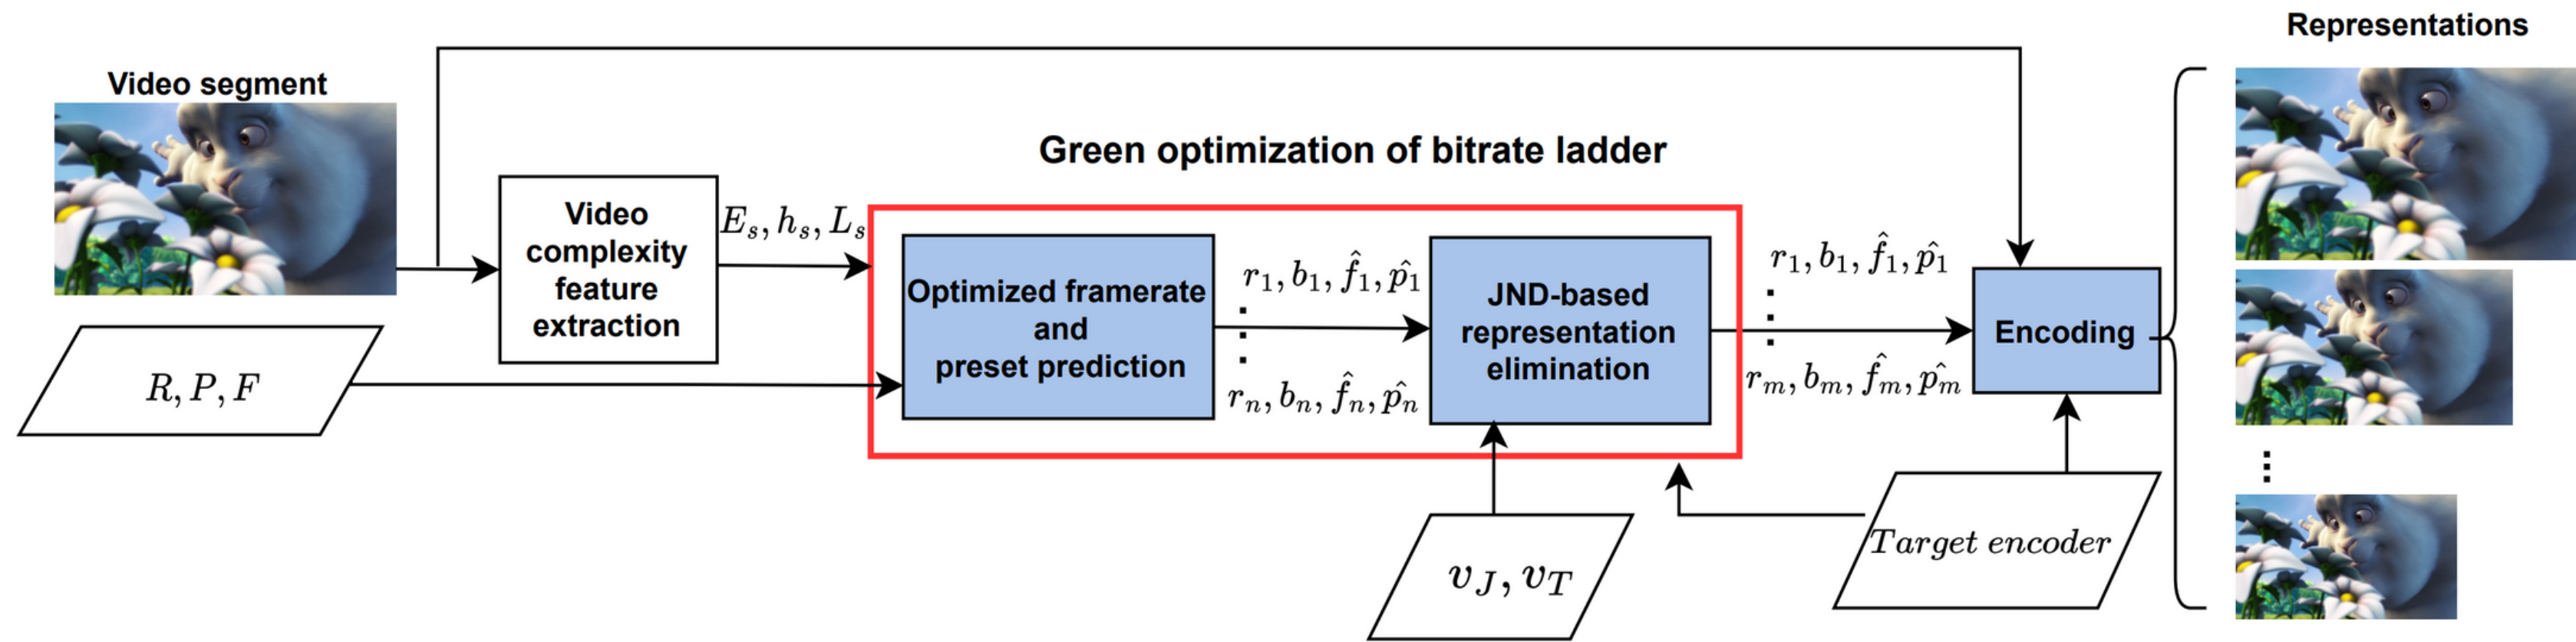 Representations
Video segment
Green optimization of bitrate ladder
Video
complexity
feature
extraction
E_s, h_s, L_s
R, P, F
Optimized framerate
and
preset prediction
r_1, b_1, f̂_1, p̂_1
⋮
r_n, b_n, f̂_n, p̂_n
JND-based
representation
elimination
r_1, b_1, f̂_1, p̂_1
⋮
r_m, b_m, f̂_m, p̂_m
Encoding
v_J, v_T
Target encoder